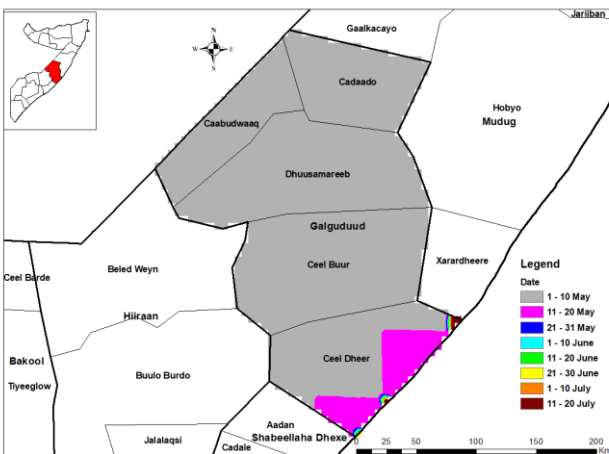 Gaalkacayo
Jariiban
N
W E
S
Cadaado
Hobyo
Mudug
Caabudwaaq
Dhuusamareeb
Galguduud
Xarardheere
Ceel Barde
Beled Weyn
Ceel Buur
Hiiraan
Bakool
Tiyeeglow
Buulo Burdo
Ceel Dheer
Aadan
Shabeellaha Dhexe
Jalalaqsi
Cadale
Legend
Date
1 - 10 May
11 - 20 May
21 - 31 May
1 - 10 June
11 - 20 June
21 - 30 June
1 - 10 July
11 - 20 July
0 25 50 100 150 200
Km